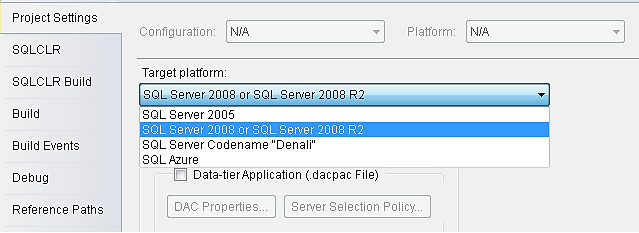 Project Settings
SQLCLR
SQLCLR Build
Build
Build Events
Debug
Reference Paths
Configuration: N/A Platform: N/A
Target platform:
SQL Server 2008 or SQL Server 2008 R2
SQL Server 2005
SQL Server 2008 or SQL Server 2008 R2
SQL Server Codename "Denali"
SQL Azure
Data-tier Application (.dacpac File)
DAC Properties... Server Selection Policy...